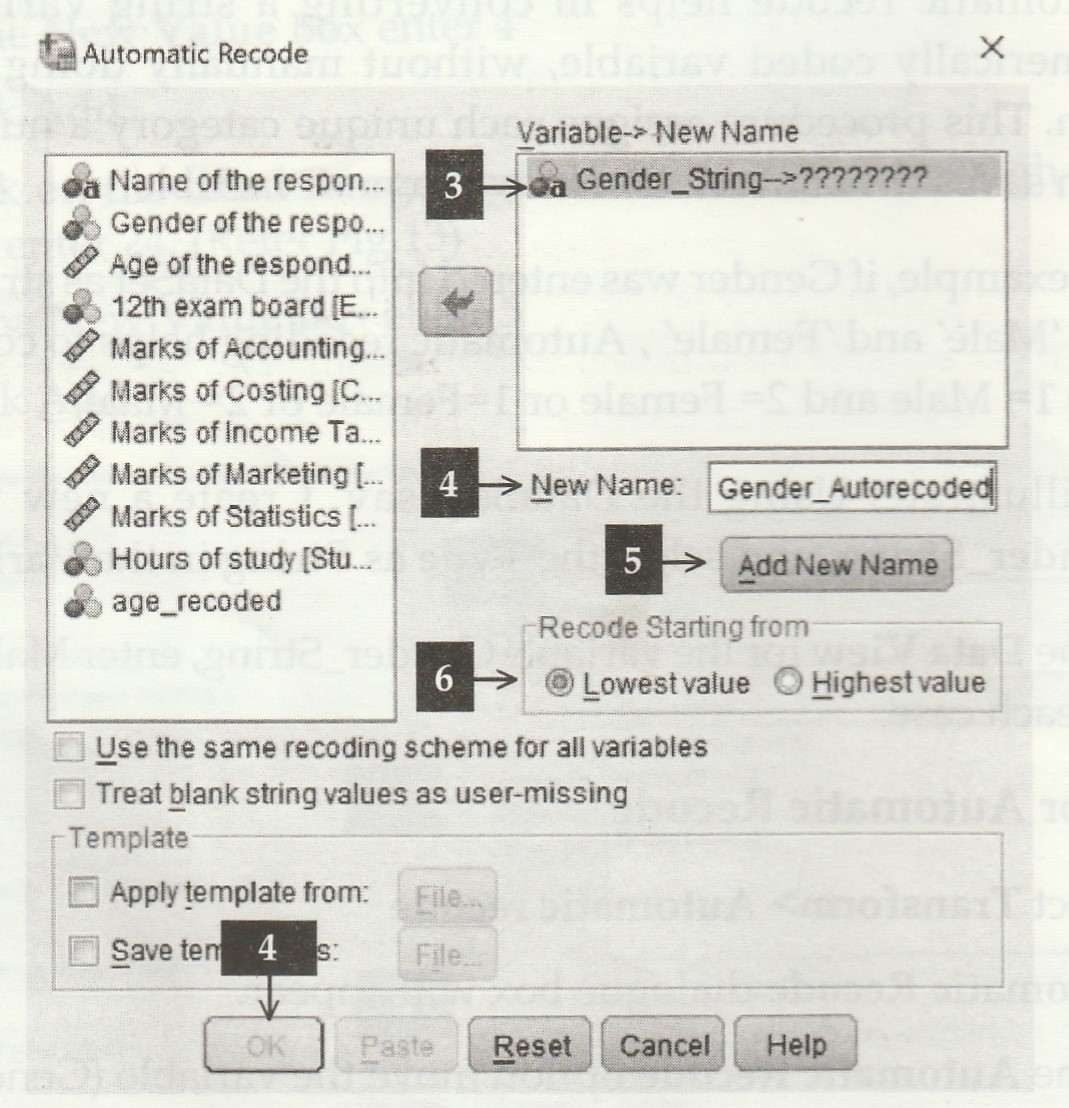 Automatic Recode
Variable-> New Name
Name of the respon...
Gender of the respo...
Age of the respond...
12th exam board [E...
Marks of Accounting...
Marks of Costing [C...
Marks of Income Ta...
Marks of Marketing [...
Marks of Statistics [...
Hours of study [Stu...
age_recoded
3
Gender_String-->????????
4 New Name: Gender_Autorecoded
5 Add New Name
Recode Starting from
6 Lowest value Highest value
Use the same recoding scheme for all variables
Treat blank string values as user-missing
Template
Apply template from: File...
Save tem 4 s: File...
OK Paste Reset Cancel Help